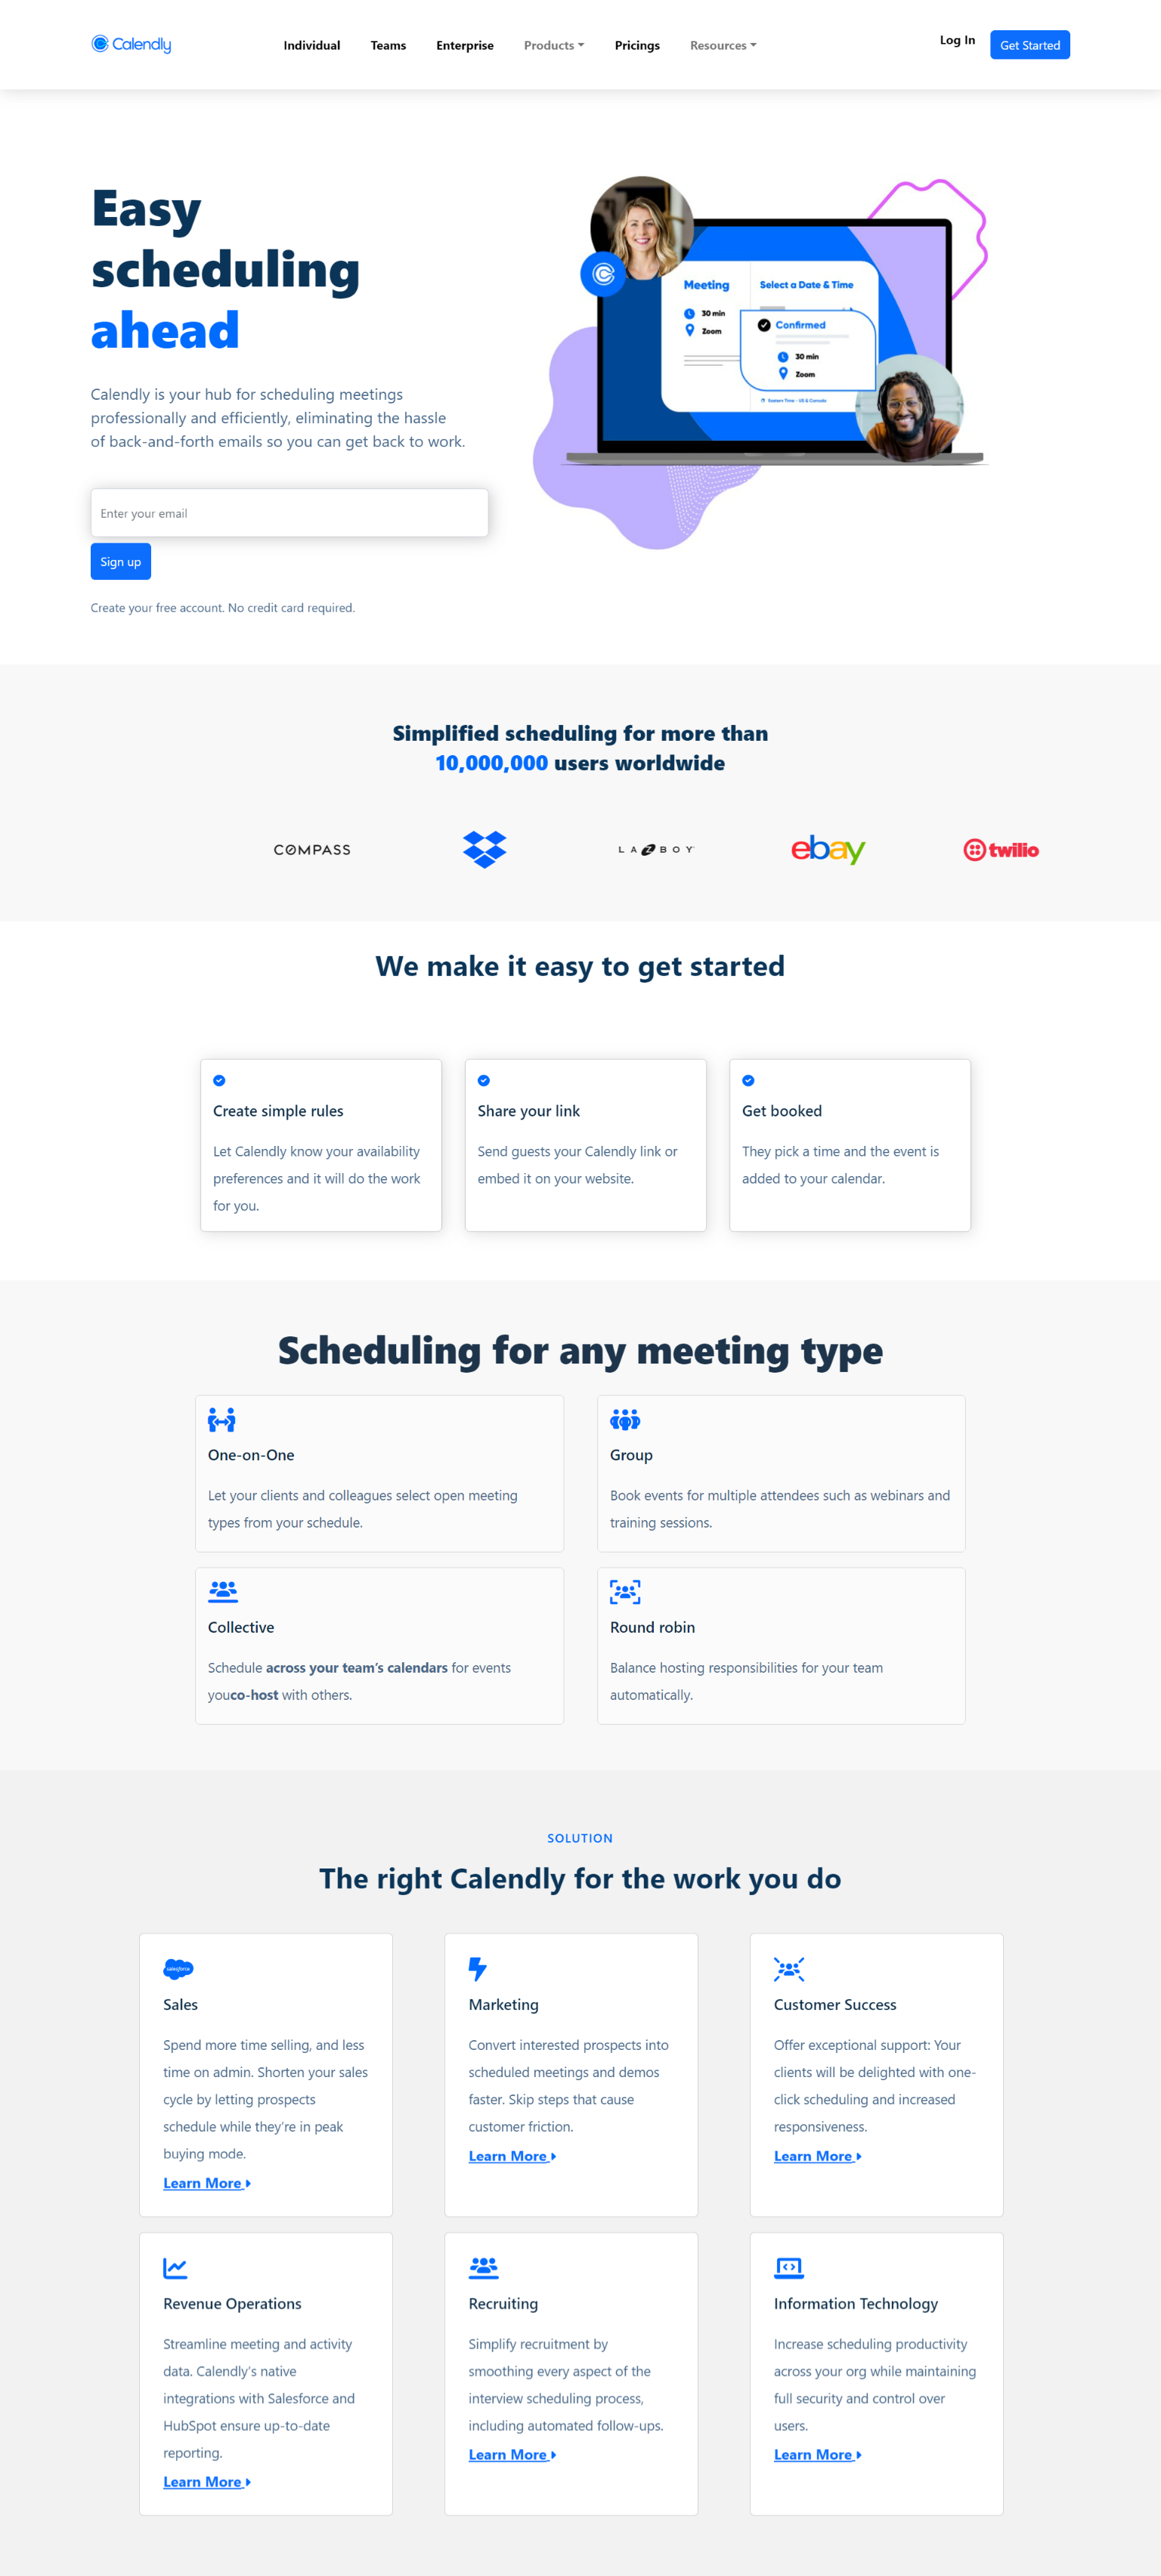 Calendly
Individual
Teams
Enterprise
Products
Pricings
Resources
Log In
Get Started
Easy
scheduling
ahead
Calendly is your hub for scheduling meetings
professionally and efficiently, eliminating the hassle
of back-and-forth emails so you can get back to work.
Enter your email
Sign up
Create your free account. No credit card required.
Meeting
30 min
Zoom
Select a Date & Time
Confirmed
30 min
Zoom
Eastern Time - US & Canada
Simplified scheduling for more than
10,000,000 users worldwide
COMPASS
LA Z BOY
ebay
twilio
We make it easy to get started
Create simple rules
Let Calendly know your availability
preferences and it will do the work
for you.
Share your link
Send guests your Calendly link or
embed it on your website.
Get booked
They pick a time and the event is
added to your calendar.
Scheduling for any meeting type
One-on-One
Let your clients and colleagues select open meeting
types from your schedule.
Group
Book events for multiple attendees such as webinars and
training sessions.
Collective
Schedule across your team's calendars for events
youco-host with others.
Round robin
Balance hosting responsibilities for your team
automatically.
SOLUTION
The right Calendly for the work you do
salesforce
Sales
Spend more time selling, and less
time on admin. Shorten your sales
cycle by letting prospects
schedule while they're in peak
buying mode.
Learn More
Marketing
Convert interested prospects into
scheduled meetings and demos
faster. Skip steps that cause
customer friction.
Learn More
Customer Success
Offer exceptional support: Your
clients will be delighted with one-
click scheduling and increased
responsiveness.
Learn More
Revenue Operations
Streamline meeting and activity
data. Calendly's native
integrations with Salesforce and
HubSpot ensure up-to-date
reporting.
Learn More
Recruiting
Simplify recruitment by
smoothing every aspect of the
interview scheduling process,
including automated follow-ups.
Learn More
Information Technology
Increase scheduling productivity
across your org while maintaining
full security and control over
users.
Learn More